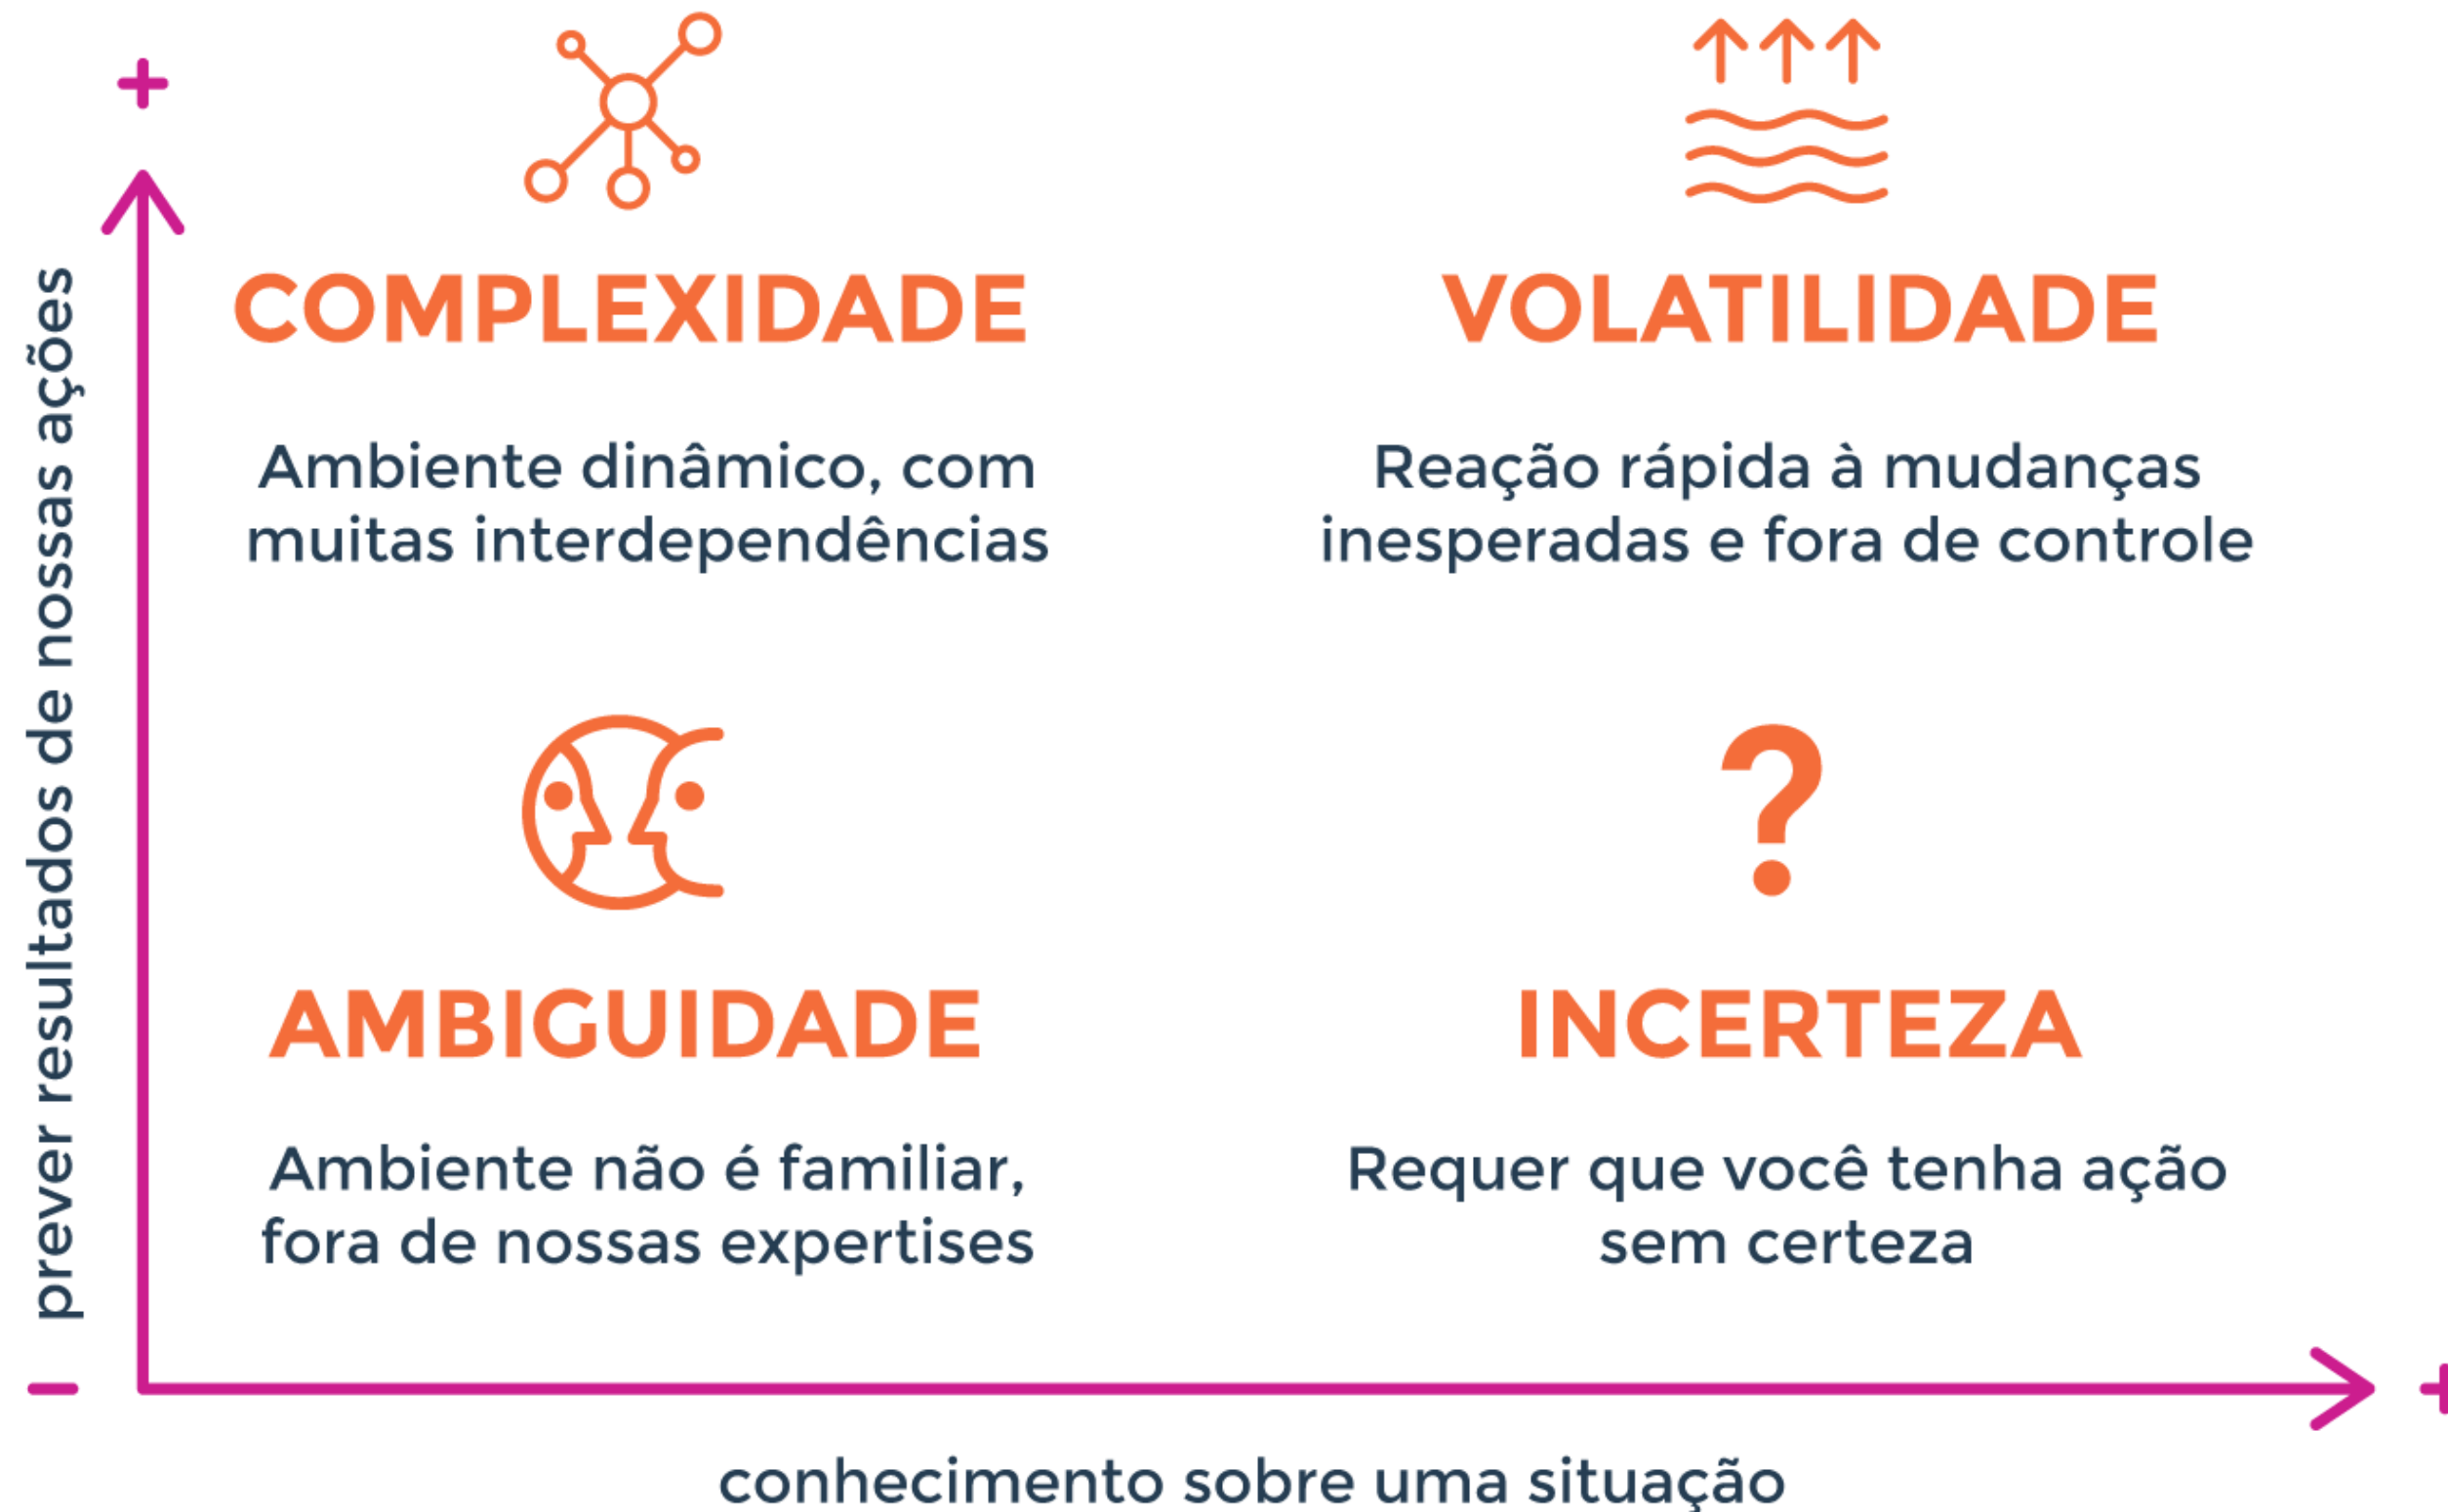 +
prever resultados de nossas ações
COMPLEXIDADE
Ambiente dinâmico, com
muitas interdependências
VOLATILIDADE
Reação rápida à mudanças
inesperadas e fora de controle
AMBIGUIDADE
Ambiente não é familiar,
fora de nossas expertises
?
INCERTEZA
Requer que você tenha ação
sem certeza
-
+
conhecimento sobre uma situação